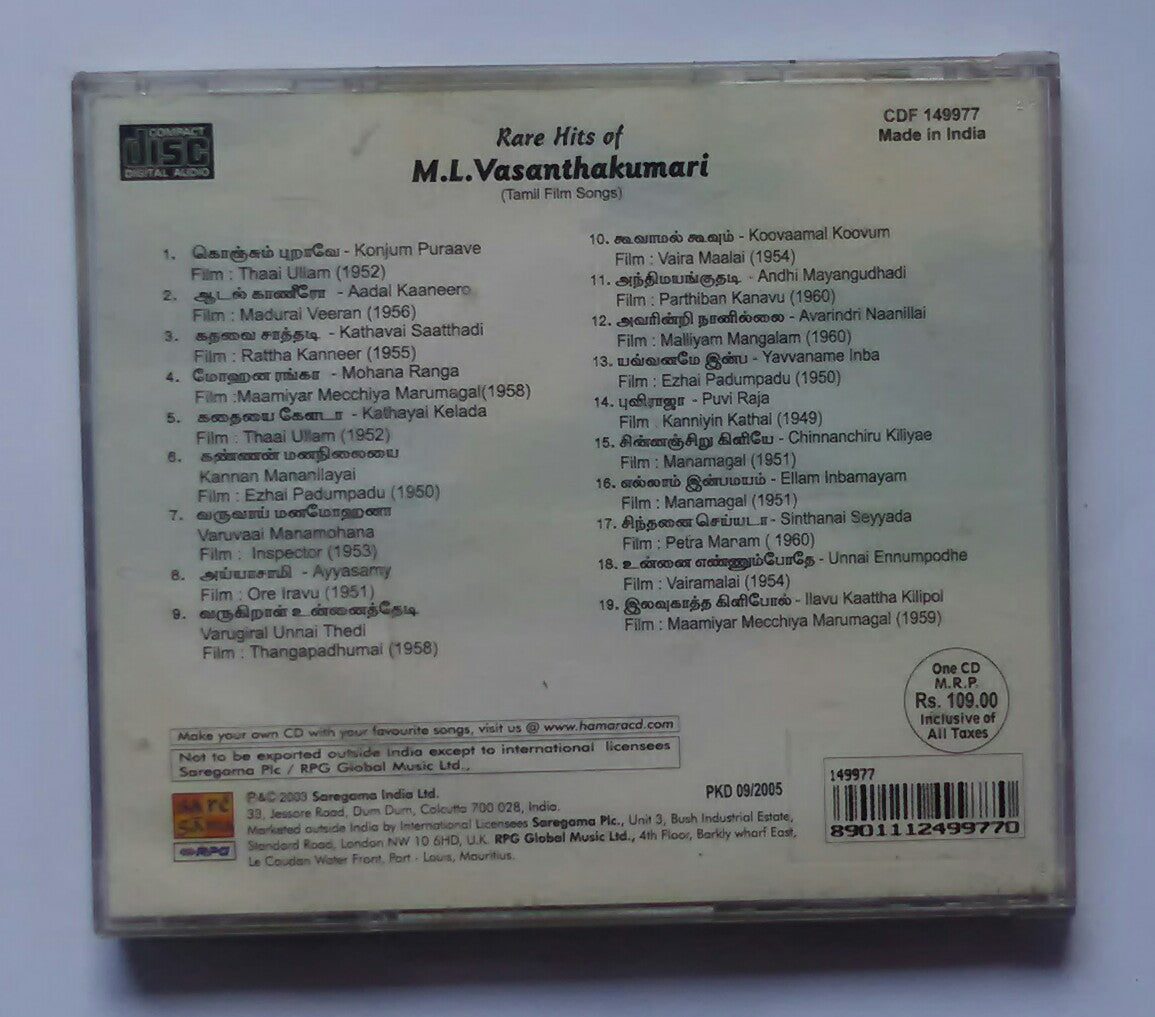 COMPACT
disc
DIGITAL AUDIO
CDF 149977
Made in India
Rare Hits of
M.L.Vasanthakumari
(Tamil Film Songs)
1. கொஞ்சும் புறாவே - Konjum Puraave
Film : Thaai Ullam (1952)
2. ஆடல் காணீரோ - Aadal Kaaneero
Film : Madurai Veeran (1956)
3. கதவை சாத்தடி - Kathavai Saatthadi
Film : Rattha Kanneer (1955)
4. மோஹன ரங்கா - Mohana Ranga
Film :Maamiyar Mecchiya Marumagal(1958)
5. கதையை கேளடா - Kathayai Kelada
Film : Thaai Ullam (1952)
6. கண்ணன் மனநிலையை
Kannan Mananilayai
Film : Ezhai Padumpadu (1950)
7. வருவாய் மனமோஹனா
Varuvaai Manamohana
Film : Inspector (1953)
8. அய்யாசாமி - Ayyasamy
Film : Ore Iravu (1951)
9. வருகிறாள் உன்னைத்தேடி
Varugiral Unnai Thedi
Film : Thangapadhumai (1958)
10. கூவாமல் கூவும் - Koovaamal Koovum
Film : Vaira Maalai (1954)
11. அந்திமயங்குதடி - Andhi Mayangudhadi
Film : Parthiban Kanavu (1960)
12. அவரின்றி நானில்லை - Avarindri Naanillai
Film : Malliyam Mangalam (1960)
13. யவ்வனமே இன்ப - Yavvaname Inba
Film : Ezhai Padumpadu (1950)
14. புவிராஜா - Puvi Raja
Film : Kanniyin Kathal (1949)
15. சின்னஞ்சிறு கிளியே - Chinnanchiru Kiliyae
Film : Manamagal (1951)
16. எல்லாம் இன்பமயம் - Ellam Inbamayam
Film : Manamagal (1951)
17. சிந்தனை செய்யடா - Sinthanai Seyyada
Film : Petra Manam ( 1960)
18. உன்னை எண்ணும்போதே - Unnai Ennumpodhe
Film : Vairamalai (1954)
19. இலவுகாத்த கிளிபோல் - Ilavu Kaattha Kilipol
Film : Maamiyar Mecchiya Marumagal (1959)
One CD
M.R.P.
Rs. 109.00
Inclusive of
All Taxes
Make your own CD with your favourite songs, visit us @ www.hamaracd.com
Not to be exported outside India except to international licensees
Saregama Plc / RPG Global Music Ltd.,
sa re
ga ma
RPG
P&C 2003 Saregama India Ltd.
33, Jessore Road, Dum Dum, Calcutta 700 028, India.
Marketed outside India by International Licensees Saregama Plc., Unit 3, Bush Industrial Estate,
Standard Road, London NW 10 6HD, U.K. RPG Global Music Ltd., 4th Floor, Barkly wharf East,
Le Caudan Water Front, Port - Louis, Mauritius.
PKD 09/2005
149977
8901112499770